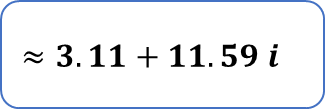 ≈ 3.11 + 11.59 i